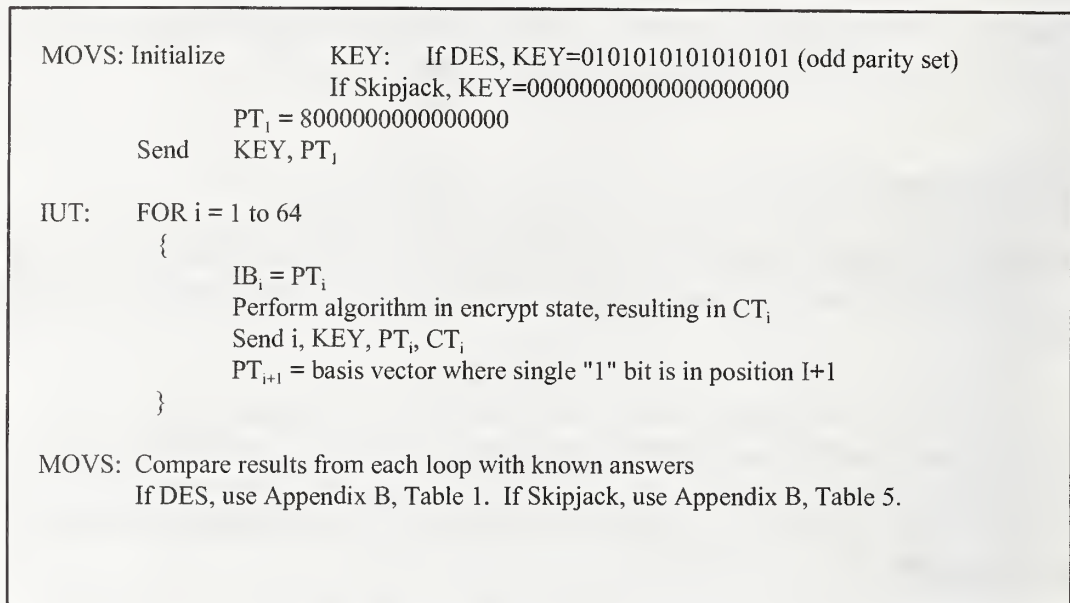 MOVS: Initialize KEY: If DES, KEY=0101010101010101 (odd parity set)
If Skipjack, KEY=00000000000000000000
PT₁ = 8000000000000000
Send KEY, PT₁
IUT: FOR i = 1 to 64
{
IBᵢ = PTᵢ
Perform algorithm in encrypt state, resulting in CTᵢ
Send i, KEY, PTᵢ, CTᵢ
PTᵢ₊₁ = basis vector where single "1" bit is in position I+1
}
MOVS: Compare results from each loop with known answers
If DES, use Appendix B, Table 1. If Skipjack, use Appendix B, Table 5.